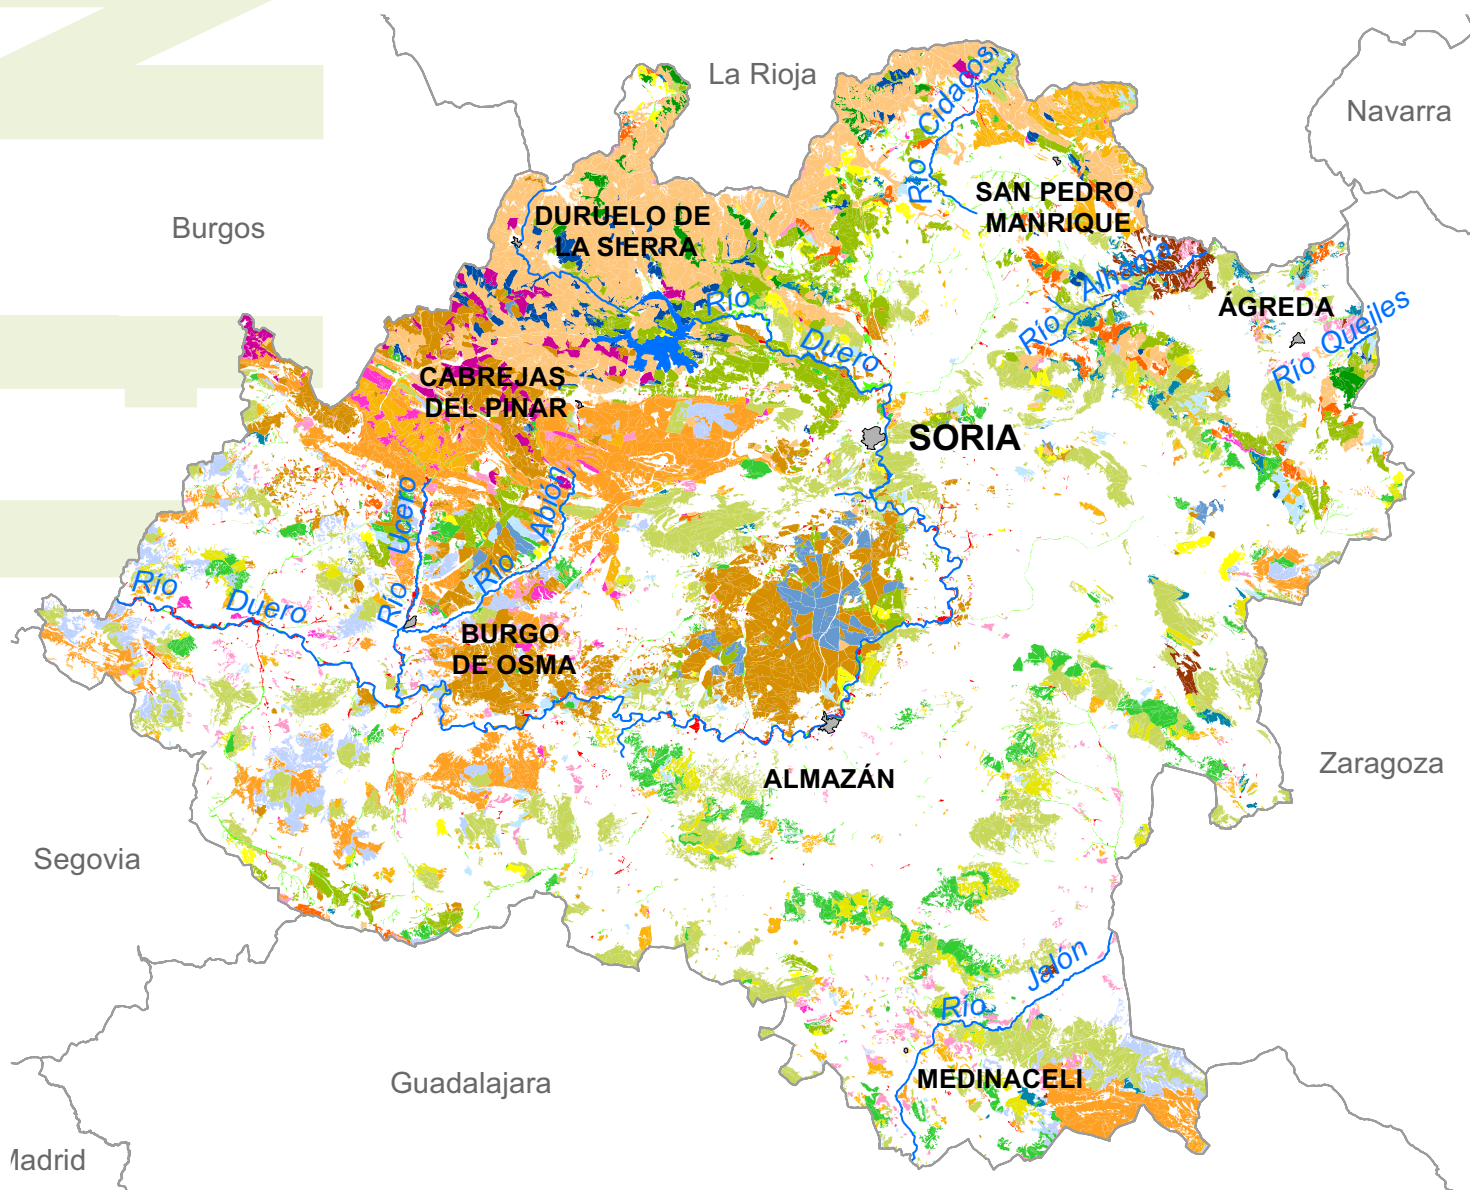 La Rioja
Navarra
Río Cidacos
SAN PEDRO
MANRIQUE
DURUELO DE
LA SIERRA
Burgos
Río Alhama
ÁGREDA
Río Queiles
Río Duero
CABREJAS
DEL PINAR
SORIA
Río Ucero
Río Abión
Río Duero
BURGO
DE OSMA
ALMAZÁN
Zaragoza
Segovia
Río Jalón
MEDINACELI
Guadalajara
Madrid